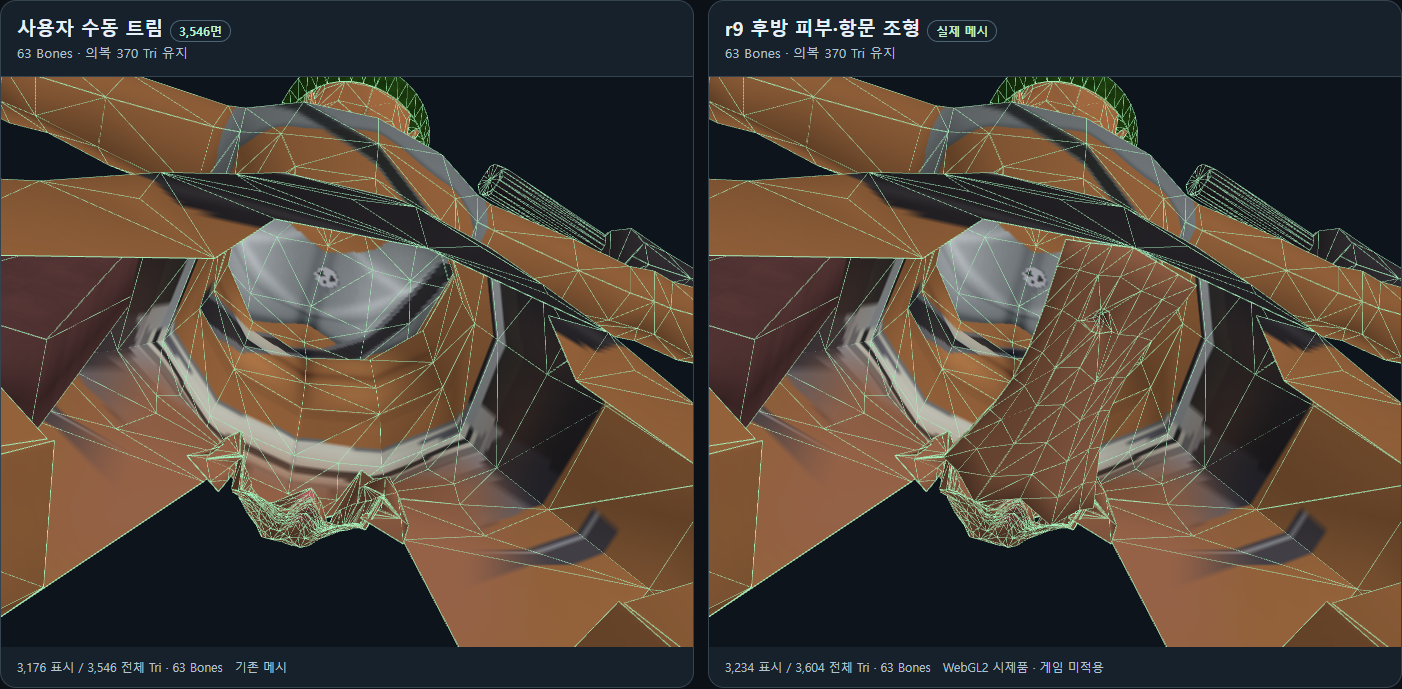 사용자 수동 트림 3,546면
63 Bones · 의복 370 Tri 유지
3,176 표시 / 3,546 전체 Tri · 63 Bones 기존 메시
r9 후방 피부·항문 조형 실제 메시
63 Bones · 의복 370 Tri 유지
3,234 표시 / 3,604 전체 Tri · 63 Bones WebGL2 시제품 · 게임 미적용